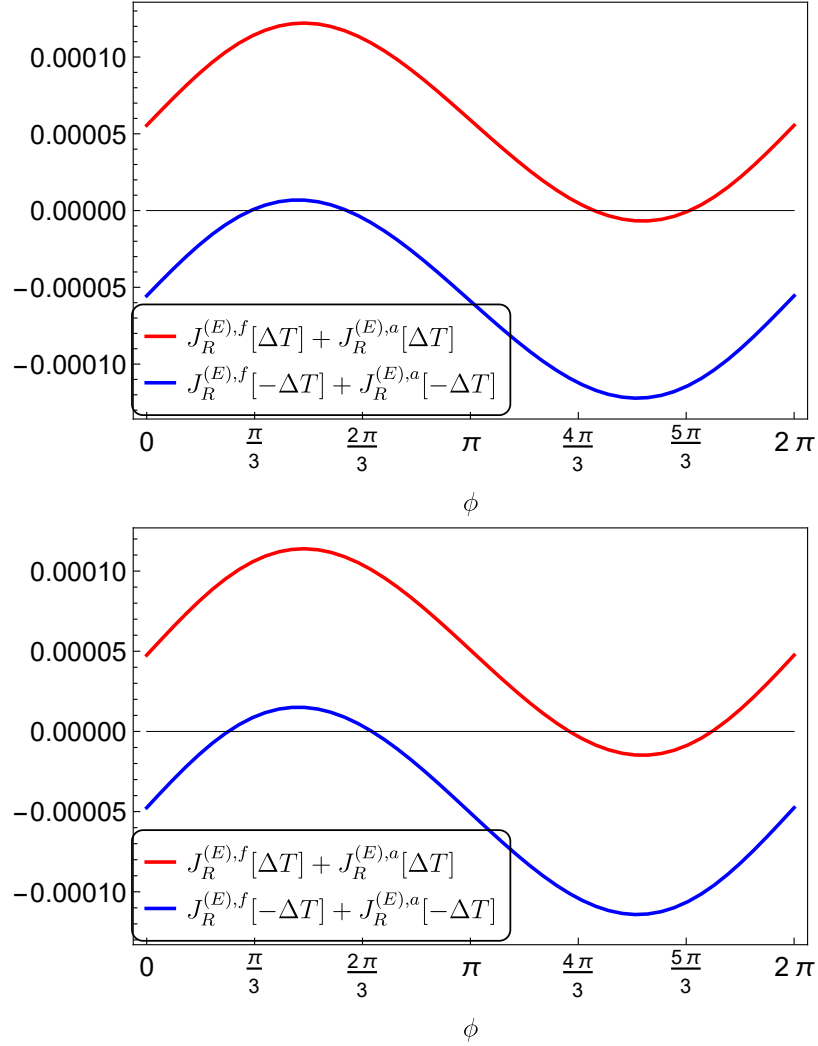 0.00010
0.00005
0.00000
−0.00005
−0.00010
J_R^{(E),f}[ΔT] + J_R^{(E),a}[ΔT]
J_R^{(E),f}[−ΔT] + J_R^{(E),a}[−ΔT]
0 π/3 2π/3 π 4π/3 5π/3 2π
ϕ
0.00010
0.00005
0.00000
−0.00005
−0.00010
J_R^{(E),f}[ΔT] + J_R^{(E),a}[ΔT]
J_R^{(E),f}[−ΔT] + J_R^{(E),a}[−ΔT]
0 π/3 2π/3 π 4π/3 5π/3 2π
ϕ